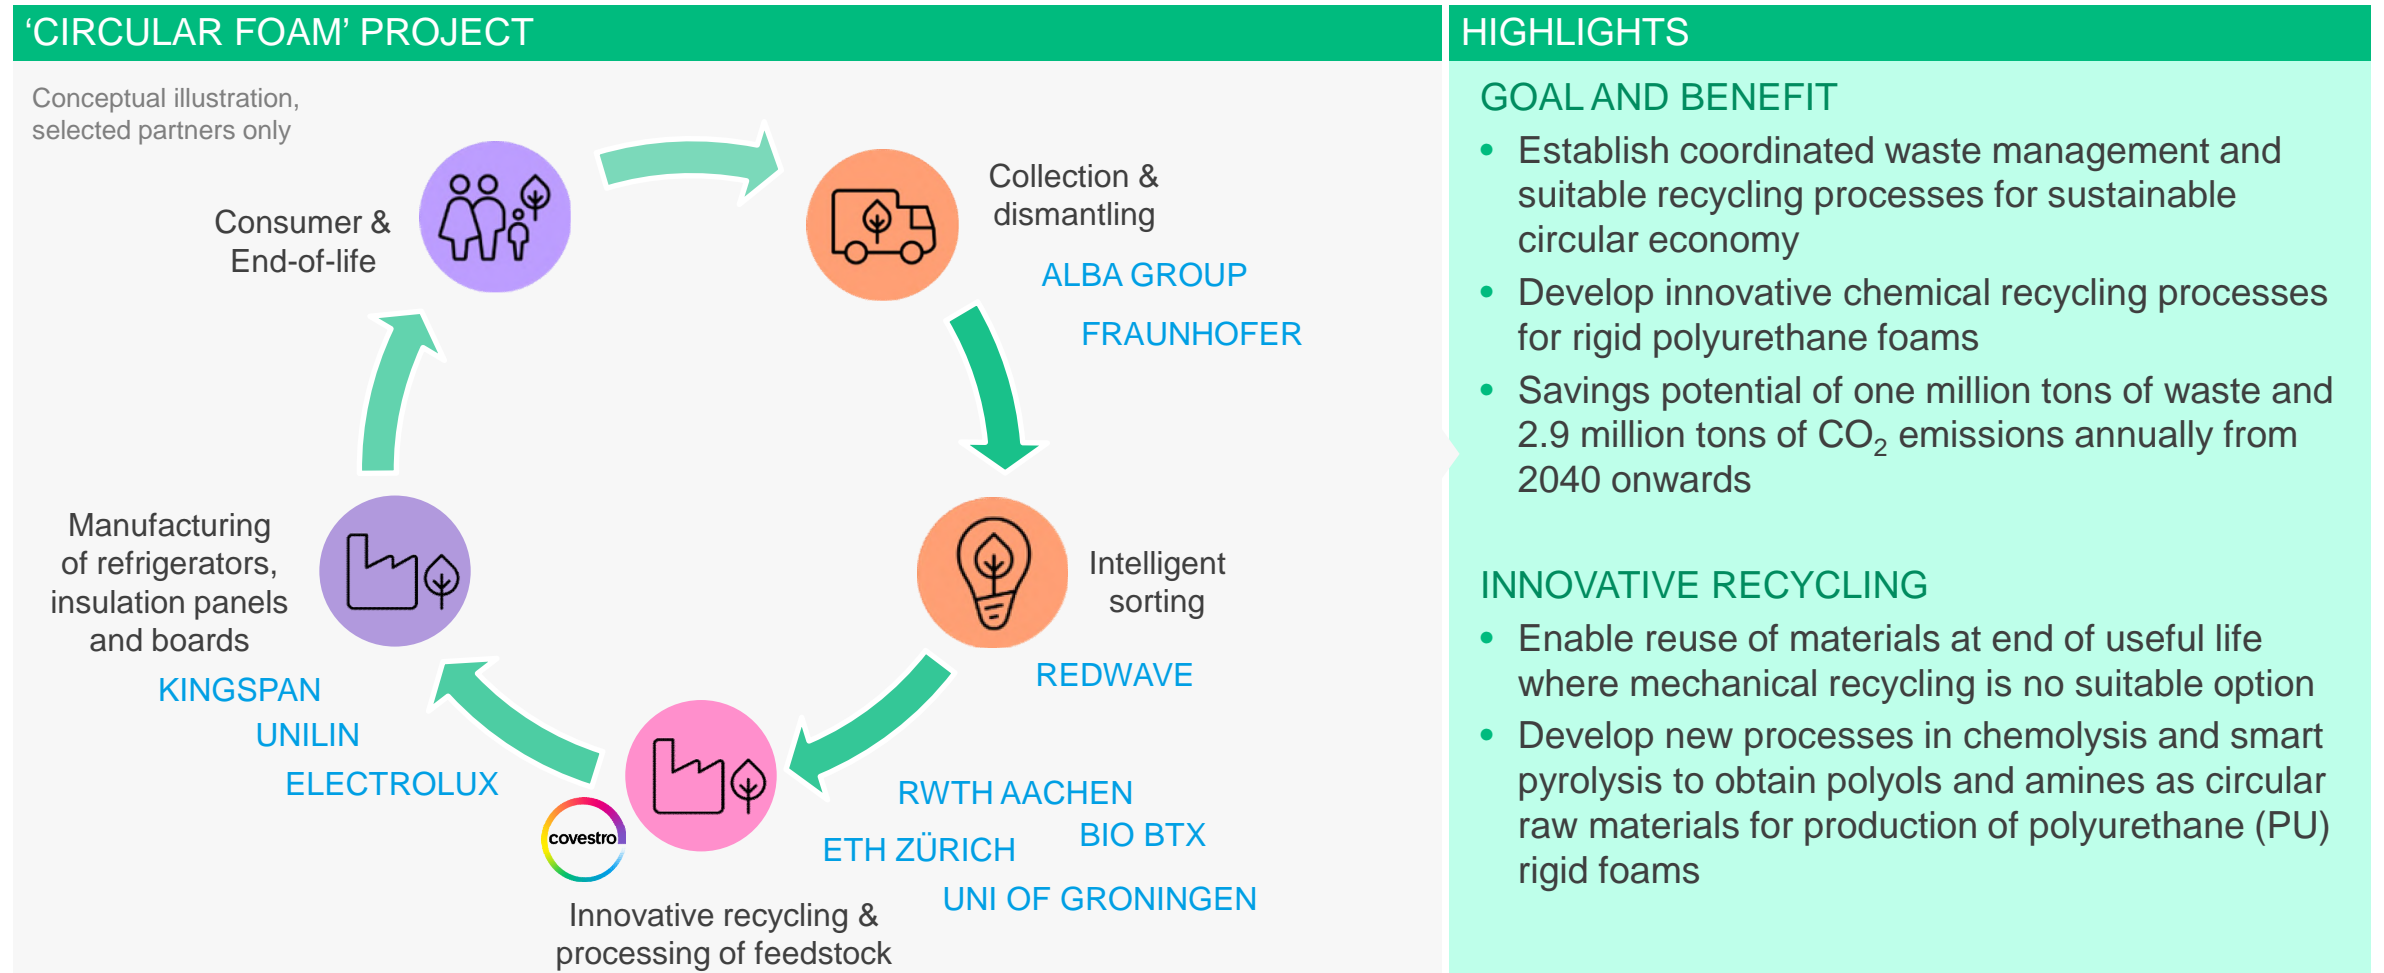 ‘CIRCULAR FOAM’ PROJECT
Conceptual illustration,
selected partners only
Consumer &
End-of-life
Collection &
dismantling
ALBA GROUP
FRAUNHOFER
Intelligent
sorting
REDWAVE
RWTH AACHEN
BIO BTX
ETH ZÜRICH
UNI OF GRONINGEN
covestro
Innovative recycling &
processing of feedstock
Manufacturing
of refrigerators,
insulation panels
and boards
KINGSPAN
UNILIN
ELECTROLUX
HIGHLIGHTS
GOAL AND BENEFIT
• Establish coordinated waste management and
suitable recycling processes for sustainable
circular economy
• Develop innovative chemical recycling processes
for rigid polyurethane foams
• Savings potential of one million tons of waste and
2.9 million tons of CO₂ emissions annually from
2040 onwards
INNOVATIVE RECYCLING
• Enable reuse of materials at end of useful life
where mechanical recycling is no suitable option
• Develop new processes in chemolysis and smart
pyrolysis to obtain polyols and amines as circular
raw materials for production of polyurethane (PU)
rigid foams